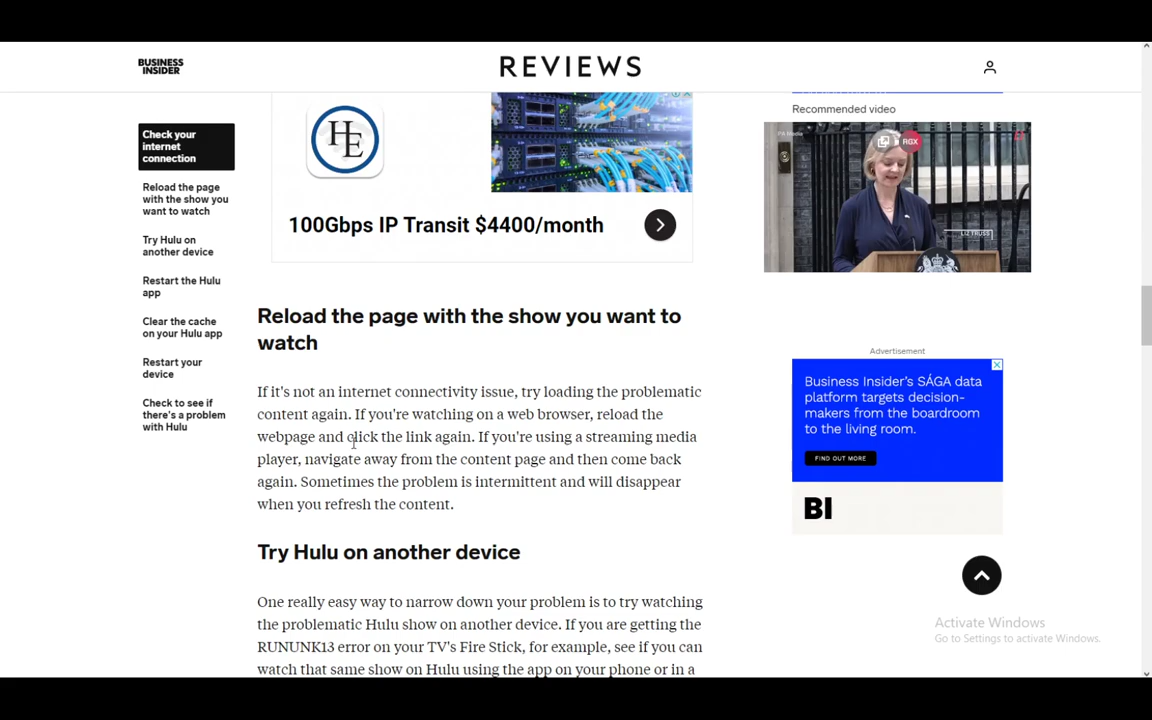 BUSINESS
INSIDER
REVIEWS
Check your
internet
connection
Reload the page
with the show you
want to watch
Try Hulu on
another device
Restart the Hulu
app
Clear the cache
on your Hulu app
Restart your
device
Check to see if
there's a problem
with Hulu
HE
100Gbps IP Transit $4400/month
Reload the page with the show you want to
watch
If it's not an internet connectivity issue, try loading the problematic
content again. If you're watching on a web browser, reload the
webpage and click the link again. If you're using a streaming media
player, navigate away from the content page and then come back
again. Sometimes the problem is intermittent and will disappear
when you refresh the content.
Try Hulu on another device
One really easy way to narrow down your problem is to try watching
the problematic Hulu show on another device. If you are getting the
RUNUNK13 error on your TV's Fire Stick, for example, see if you can
watch that same show on Hulu using the app on your phone or in a
Recommended video
PA Media
RGX
LIZ TRUSS
Advertisement
Business Insider's SÁGA data
platform targets decision-
makers from the boardroom
to the living room.
FIND OUT MORE
BI
Activate Windows
Go to Settings to activate Windows.